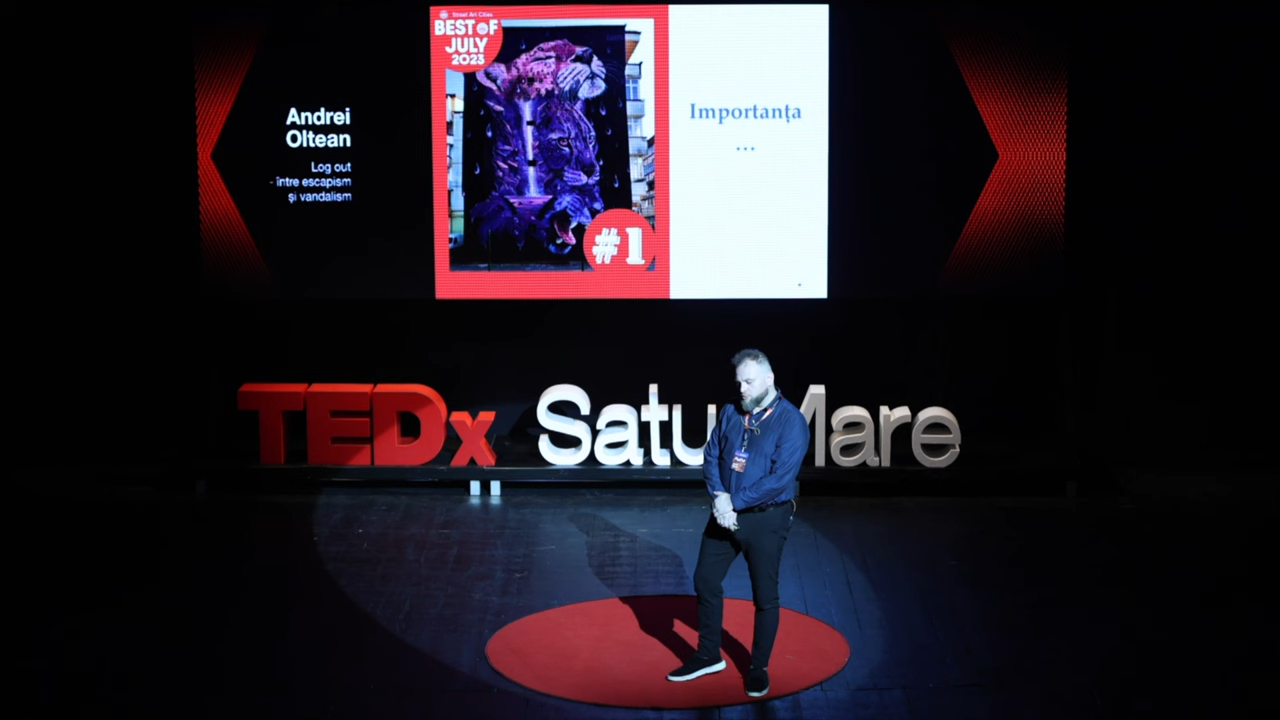 Andrei
Oltean
Log out
- între escapism
și vandalism
Street Art Cities
BEST OF
JULY
2023
#1
Importanța
...
TEDx Satu Mare